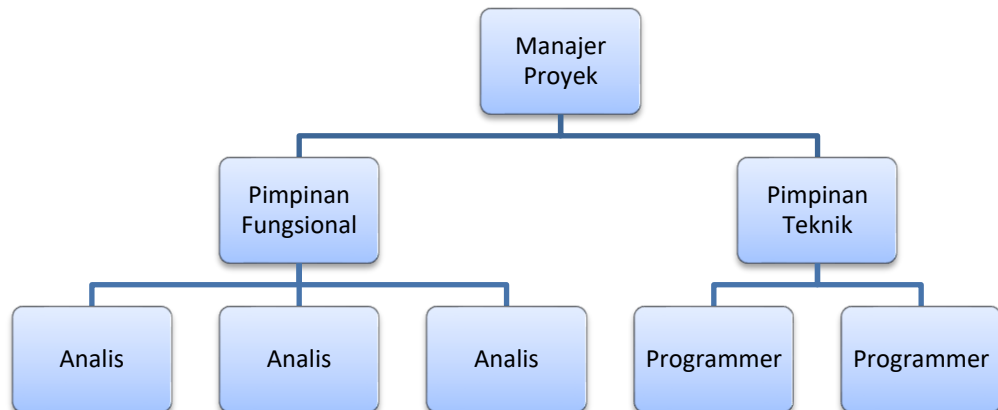 Manajer
Proyek
Pimpinan
Fungsional
Pimpinan
Teknik
Analis
Analis
Analis
Programmer
Programmer